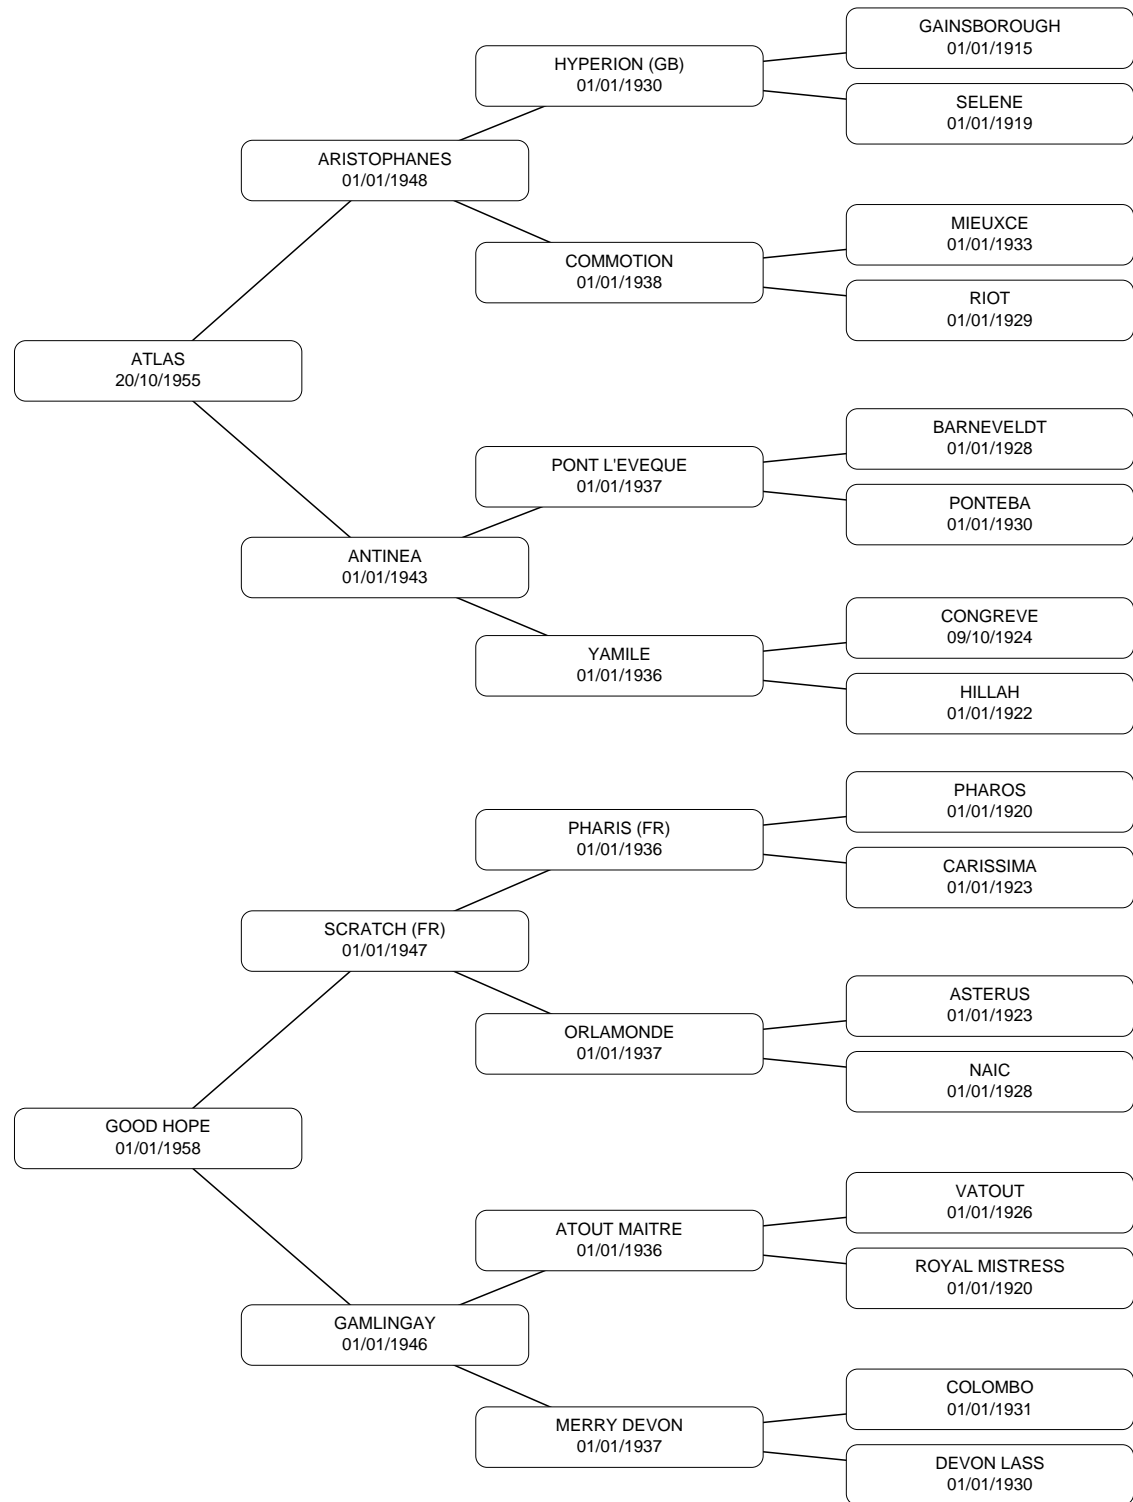 GAINSBOROUGH
01/01/1915
HYPERION (GB)
01/01/1930
SELENE
01/01/1919
ARISTOPHANES
01/01/1948
MIEUXCE
01/01/1933
COMMOTION
01/01/1938
RIOT
01/01/1929
ATLAS
20/10/1955
BARNEVELDT
01/01/1928
PONT L'EVEQUE
01/01/1937
PONTEBA
01/01/1930
ANTINEA
01/01/1943
CONGREVE
09/10/1924
YAMILE
01/01/1936
HILLAH
01/01/1922
PHAROS
01/01/1920
PHARIS (FR)
01/01/1936
CARISSIMA
01/01/1923
SCRATCH (FR)
01/01/1947
ASTERUS
01/01/1923
ORLAMONDE
01/01/1937
NAIC
01/01/1928
GOOD HOPE
01/01/1958
VATOUT
01/01/1926
ATOUT MAITRE
01/01/1936
ROYAL MISTRESS
01/01/1920
GAMLINGAY
01/01/1946
COLOMBO
01/01/1931
MERRY DEVON
01/01/1937
DEVON LASS
01/01/1930